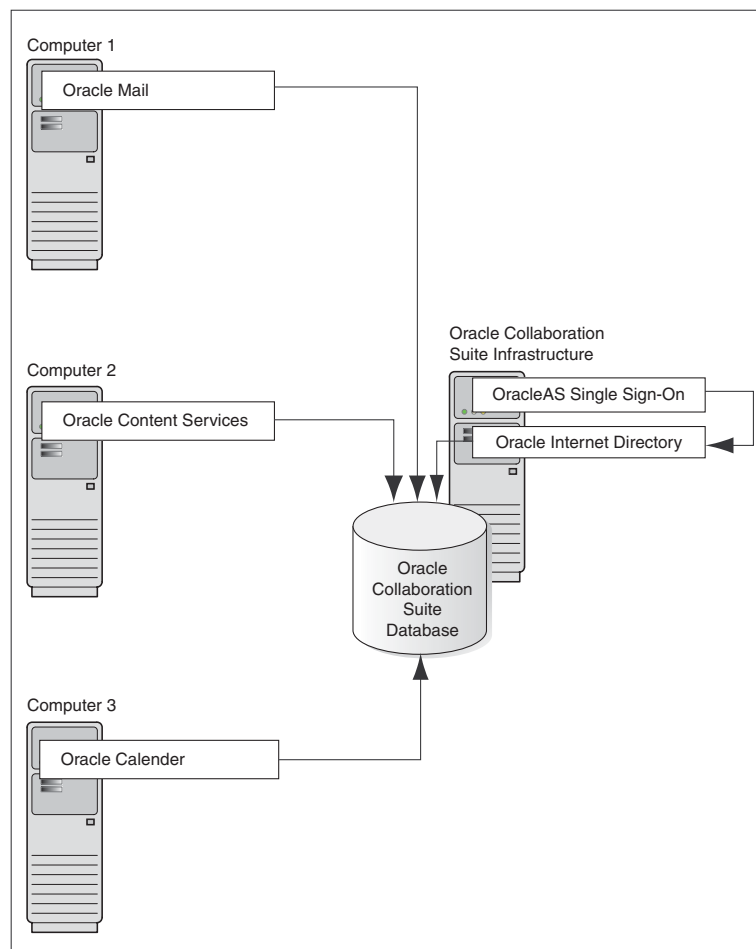 Computer 1
Oracle Mail
Oracle Collaboration
Suite Infrastructure
OracleAS Single Sign-On
Oracle Internet Directory
Computer 2
Oracle Content Services
Oracle
Collaboration
Suite
Database
Computer 3
Oracle Calender